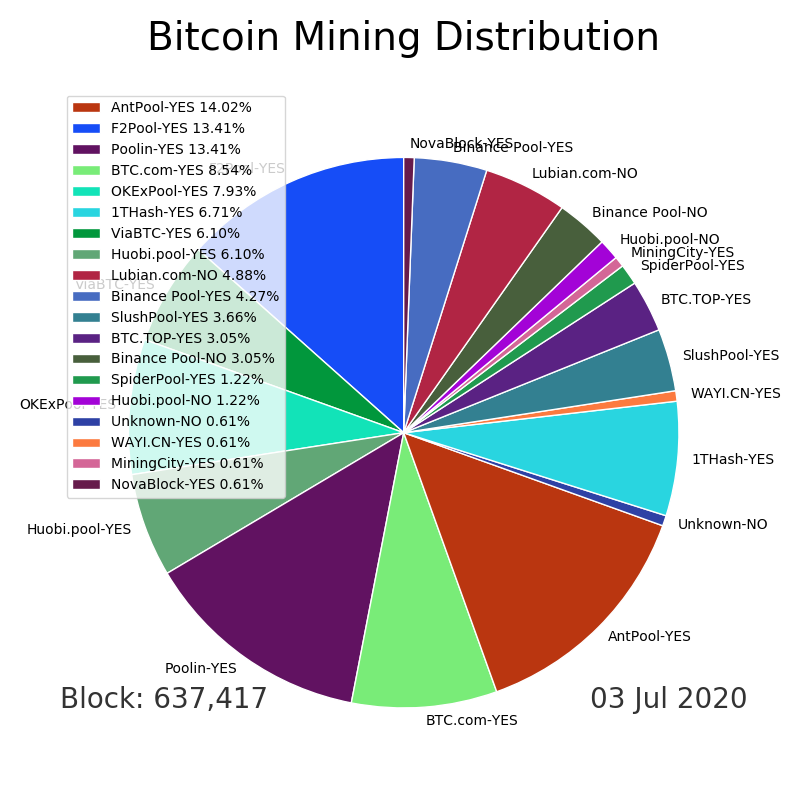 Bitcoin Mining Distribution
AntPool-YES 14.02%
F2Pool-YES 13.41%
Poolin-YES 13.41%
BTC.com-YES 8.54%
OKExPool-YES 7.93%
1THash-YES 6.71%
ViaBTC-YES 6.10%
Huobi.pool-YES 6.10%
Lubian.com-NO 4.88%
Binance Pool-YES 4.27%
SlushPool-YES 3.66%
BTC.TOP-YES 3.05%
Binance Pool-NO 3.05%
SpiderPool-YES 1.22%
Huobi.pool-NO 1.22%
Unknown-NO 0.61%
WAYI.CN-YES 0.61%
MiningCity-YES 0.61%
NovaBlock-YES 0.61%
NovaBlock-YES
Binance Pool-YES
Lubian.com-NO
Binance Pool-NO
Huobi.pool-NO
MiningCity-YES
SpiderPool-YES
BTC.TOP-YES
SlushPool-YES
WAYI.CN-YES
1THash-YES
Unknown-NO
AntPool-YES
BTC.com-YES
Poolin-YES
Huobi.pool-YES
OKExPool-YES
ViaBTC-YES
F2Pool-YES
Block: 637,417
03 Jul 2020